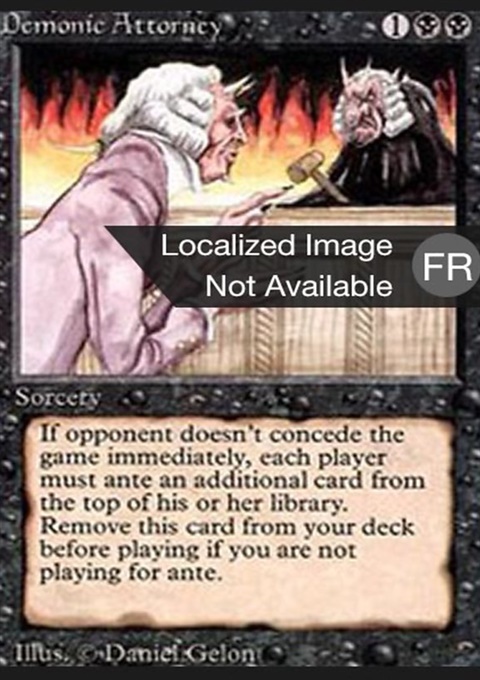 Demonic Attorney
1
Localized Image
Not Available
FR
Sorcery
If opponent doesn't concede the
game immediately, each player
must ante an additional card from
the top of his or her library.
Remove this card from your deck
before playing if you are not
playing for ante.
Illus. © Daniel Gelon